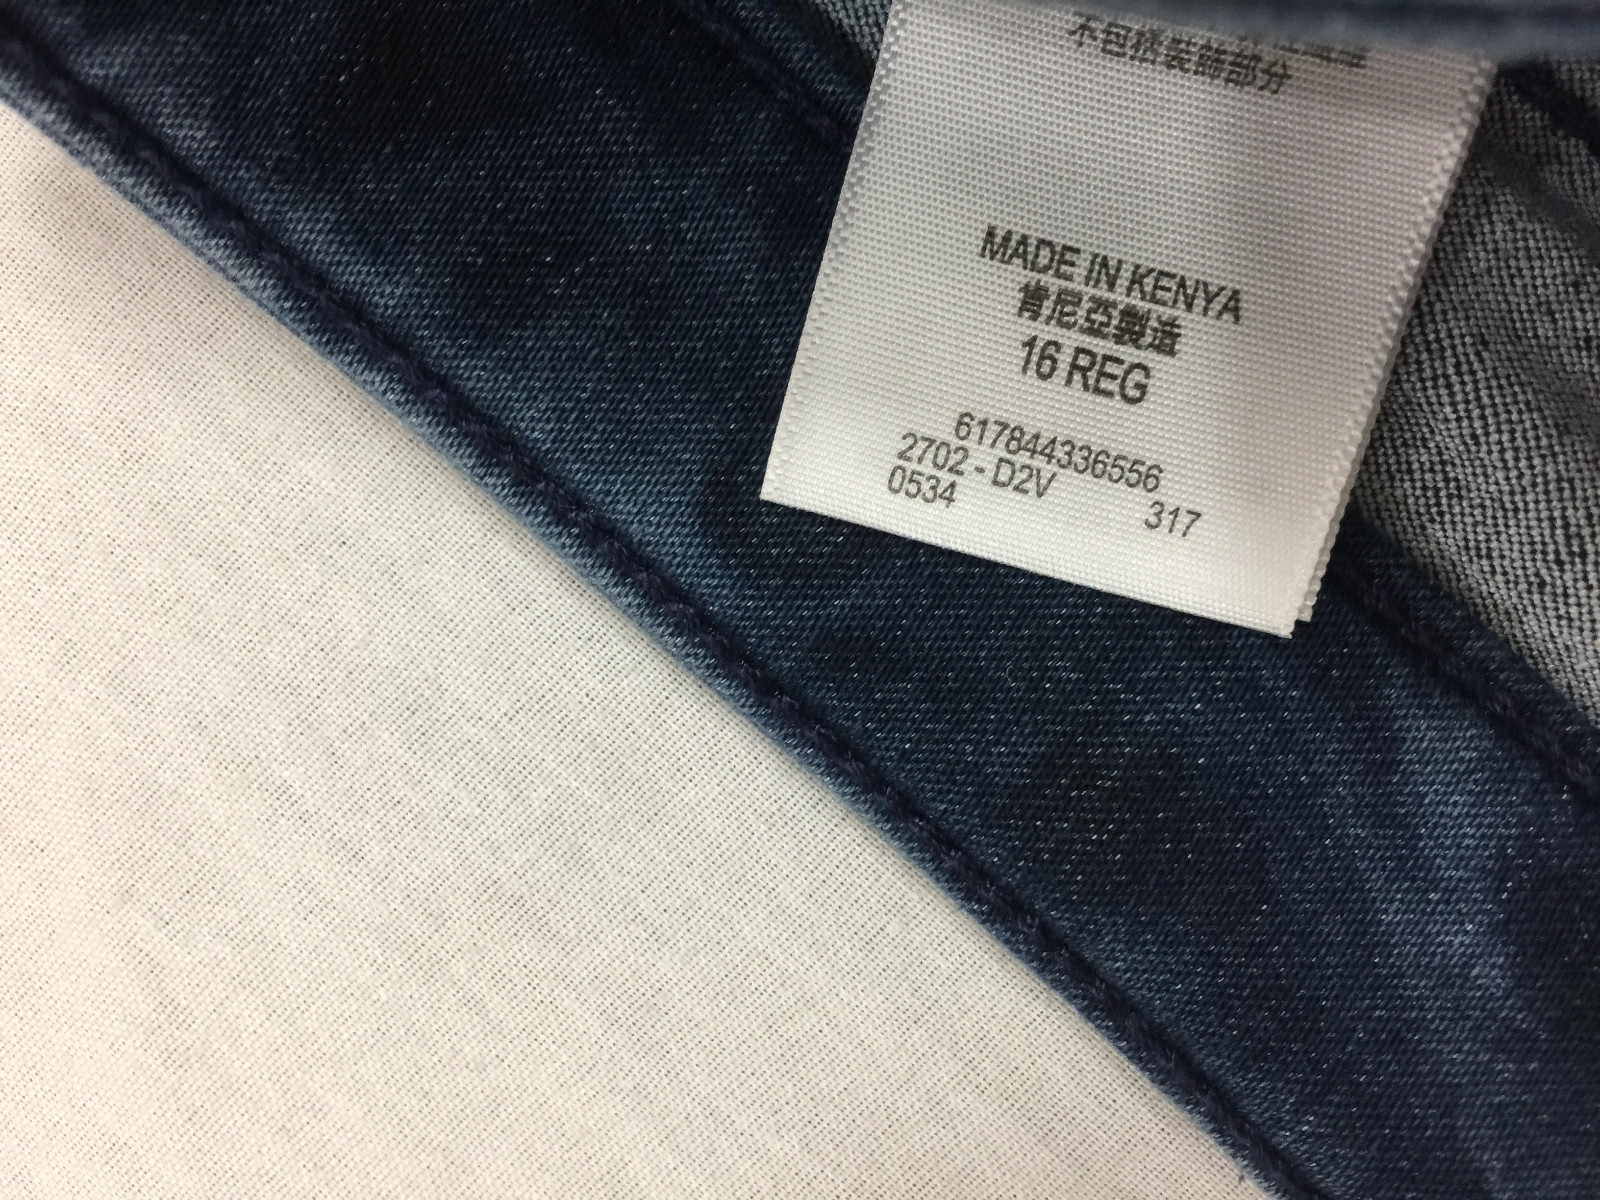 不包括裝飾部分
MADE IN KENYA
肯尼亞製造
16 REG
617844336556
2702 - D2V
0534 317